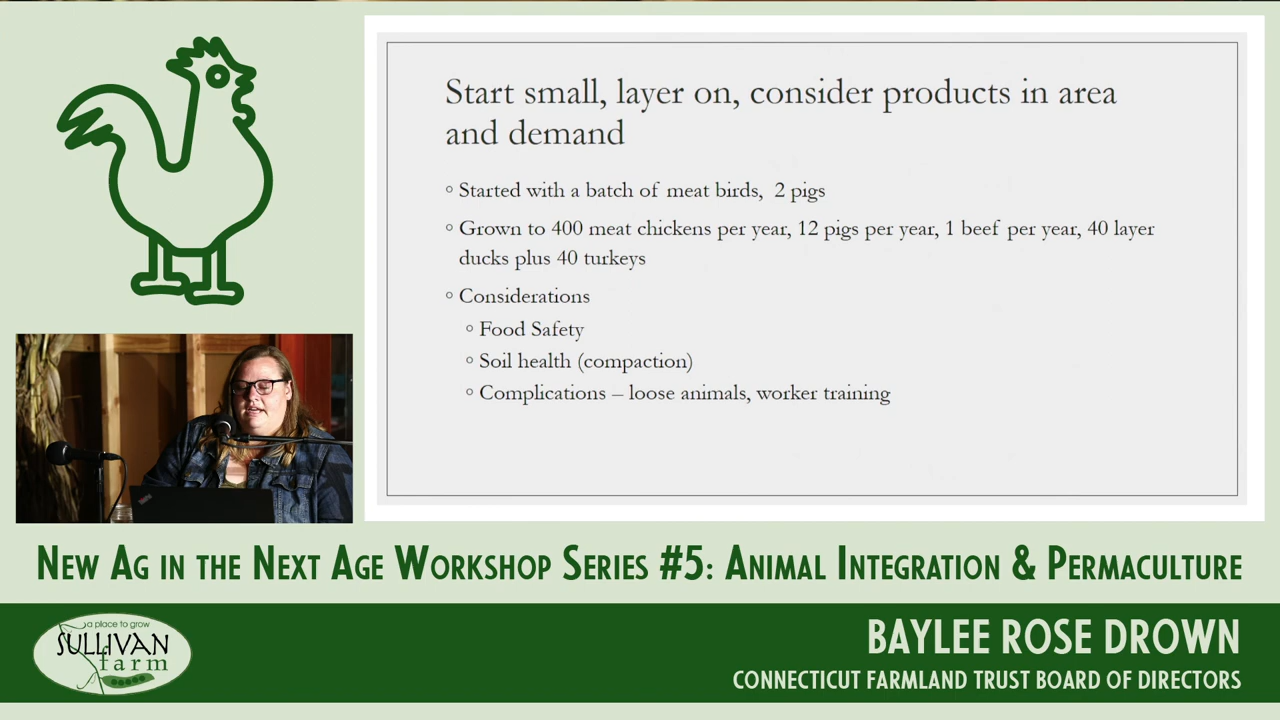 Start small, layer on, consider products in area
and demand
◦ Started with a batch of meat birds, 2 pigs
◦ Grown to 400 meat chickens per year, 12 pigs per year, 1 beef per year, 40 layer
ducks plus 40 turkeys
◦ Considerations
◦ Food Safety
◦ Soil health (compaction)
◦ Complications – loose animals, worker training
New Ag in the Next Age Workshop Series #5: Animal Integration & Permaculture
a place to grow
SULLIVAN
farm
BAYLEE ROSE DROWN
CONNECTICUT FARMLAND TRUST BOARD OF DIRECTORS